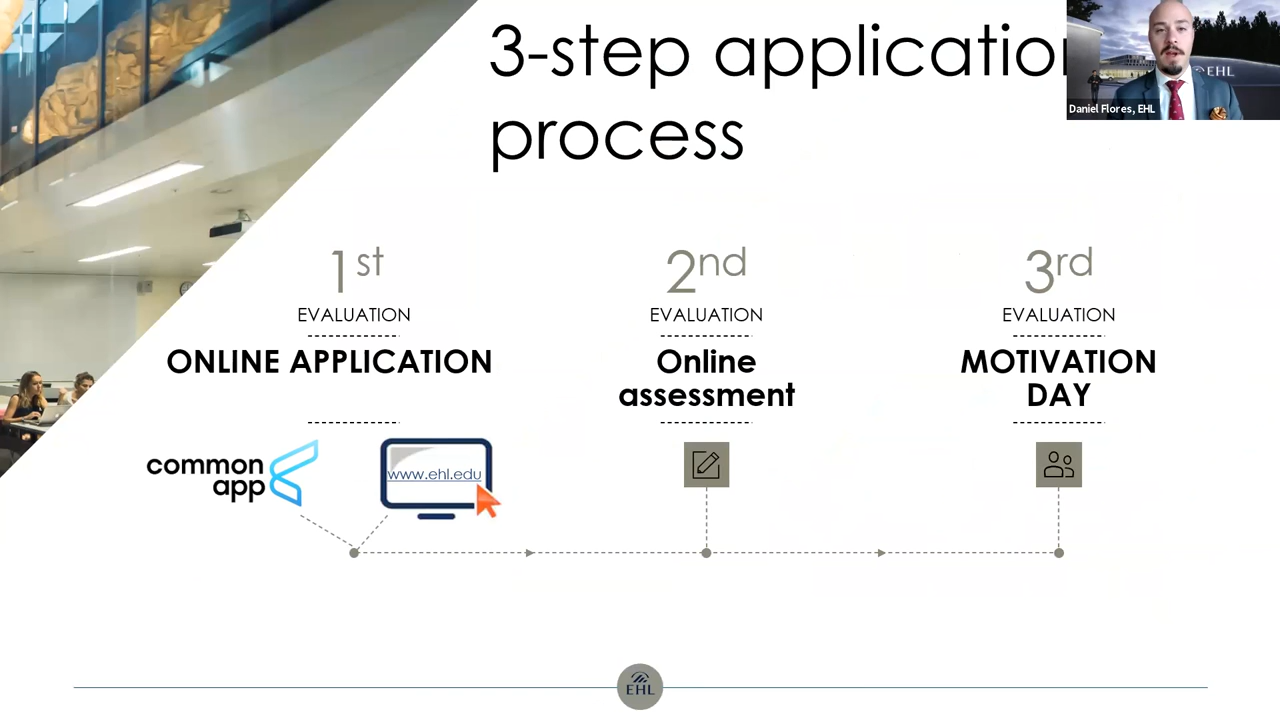 3-step applicatio
process
EHL
Daniel Flores, EHL
1st
EVALUATION
ONLINE APPLICATION
common
app
www.ehl.edu
2nd
EVALUATION
Online
assessment
3rd
EVALUATION
MOTIVATION
DAY
EHL